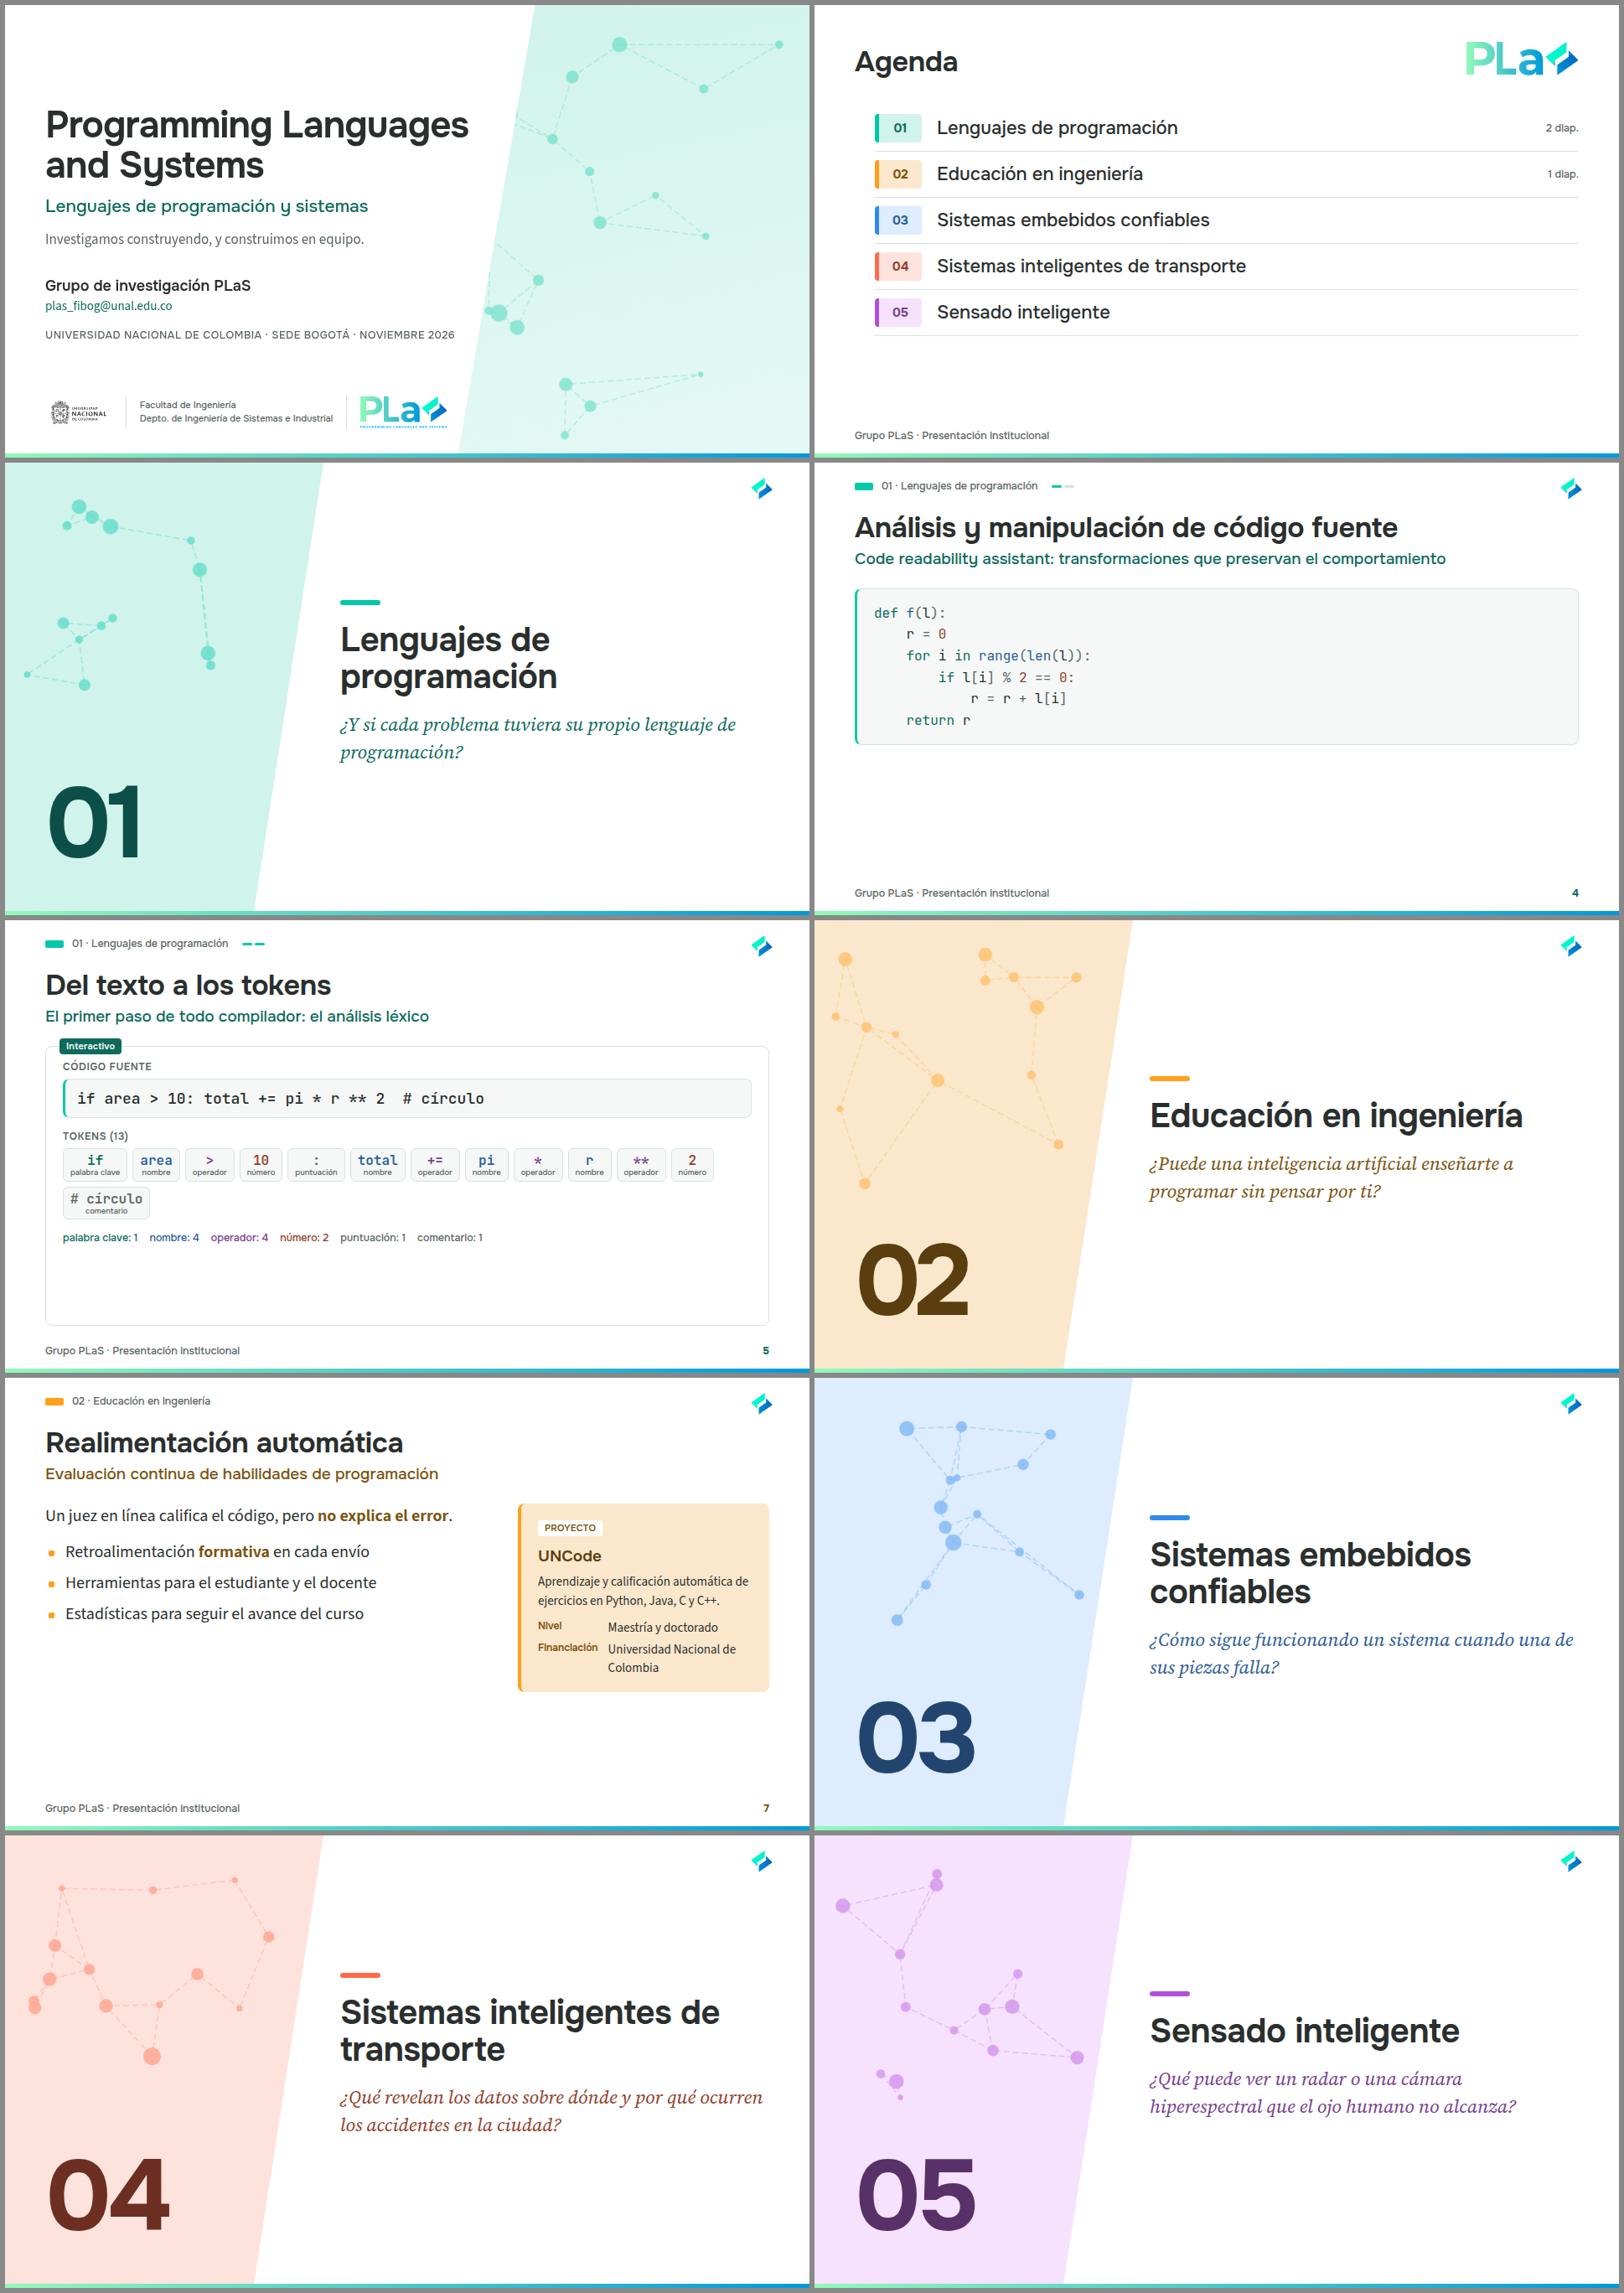 Programming Languages
and Systems
Lenguajes de programación y sistemas
Investigamos construyendo, y construimos en equipo.
Grupo de investigación PLaS
plas_fibog@unal.edu.co
UNIVERSIDAD NACIONAL DE COLOMBIA · SEDE BOGOTÁ · NOVIEMBRE 2026
UNIVERSIDAD
NACIONAL
DE COLOMBIA
Facultad de Ingeniería
Depto. de Ingeniería de Sistemas e Industrial
PLaS
PROGRAMMING LANGUAGES AND SYSTEMS
Agenda
PLaS
01 Lenguajes de programación 2 diap.
02 Educación en ingeniería 1 diap.
03 Sistemas embebidos confiables
04 Sistemas inteligentes de transporte
05 Sensado inteligente
Grupo PLaS · Presentación institucional
Lenguajes de
programación
¿Y si cada problema tuviera su propio lenguaje de
programación?
01
01 · Lenguajes de programación
Análisis y manipulación de código fuente
Code readability assistant: transformaciones que preservan el comportamiento
def f(l):
    r = 0
    for i in range(len(l)):
        if l[i] % 2 == 0:
            r = r + l[i]
    return r
Grupo PLaS · Presentación institucional 4
01 · Lenguajes de programación
Del texto a los tokens
El primer paso de todo compilador: el análisis léxico
Interactivo
CÓDIGO FUENTE
if area > 10: total += pi * r ** 2  # círculo
TOKENS (13)
if area > 10 : total += pi * r ** 2
palabra clave nombre operador número puntuación nombre operador nombre operador nombre operador número
# círculo
comentario
palabra clave: 1 nombre: 4 operador: 4 número: 2 puntuación: 1 comentario: 1
Grupo PLaS · Presentación institucional 5
Educación en ingeniería
¿Puede una inteligencia artificial enseñarte a
programar sin pensar por ti?
02
02 · Educación en ingeniería
Realimentación automática
Evaluación continua de habilidades de programación
Un juez en línea califica el código, pero no explica el error.
Retroalimentación formativa en cada envío
Herramientas para el estudiante y el docente
Estadísticas para seguir el avance del curso
PROYECTO
UNCode
Aprendizaje y calificación automática de
ejercicios en Python, Java, C y C++.
Nivel Maestría y doctorado
Financiación Universidad Nacional de
Colombia
Grupo PLaS · Presentación institucional 7
Sistemas embebidos
confiables
¿Cómo sigue funcionando un sistema cuando una de
sus piezas falla?
03
Sistemas inteligentes de
transporte
¿Qué revelan los datos sobre dónde y por qué ocurren
los accidentes en la ciudad?
04
Sensado inteligente
¿Qué puede ver un radar o una cámara
hiperespectral que el ojo humano no alcanza?
05